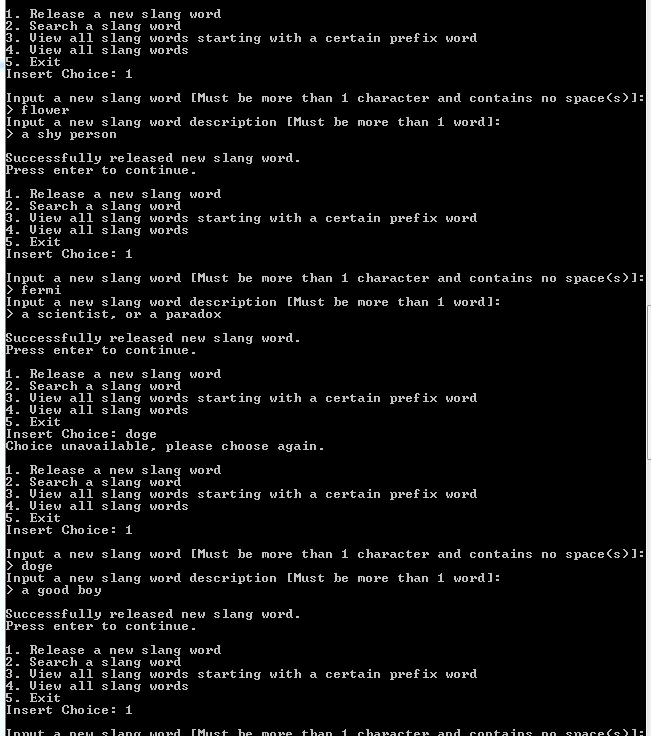 1. Release a new slang word
2. Search a slang word
3. View all slang words starting with a certain prefix word
4. View all slang words
5. Exit
Insert Choice: 1
Input a new slang word [Must be more than 1 character and contains no space(s)]:
> flower
Input a new slang word description [Must be more than 1 word]:
> a shy person
Successfully released new slang word.
Press enter to continue.
1. Release a new slang word
2. Search a slang word
3. View all slang words starting with a certain prefix word
4. View all slang words
5. Exit
Insert Choice: 1
Input a new slang word [Must be more than 1 character and contains no space(s)]:
> fermi
Input a new slang word description [Must be more than 1 word]:
> a scientist, or a paradox
Successfully released new slang word.
Press enter to continue.
1. Release a new slang word
2. Search a slang word
3. View all slang words starting with a certain prefix word
4. View all slang words
5. Exit
Insert Choice: doge
Choice unavailable, please choose again.
1. Release a new slang word
2. Search a slang word
3. View all slang words starting with a certain prefix word
4. View all slang words
5. Exit
Insert Choice: 1
Input a new slang word [Must be more than 1 character and contains no space(s)]:
> doge
Input a new slang word description [Must be more than 1 word]:
> a good boy
Successfully released new slang word.
Press enter to continue.
1. Release a new slang word
2. Search a slang word
3. View all slang words starting with a certain prefix word
4. View all slang words
5. Exit
Insert Choice: 1
Input a new slang word [Must be more than 1 character and contains no space(s)]: